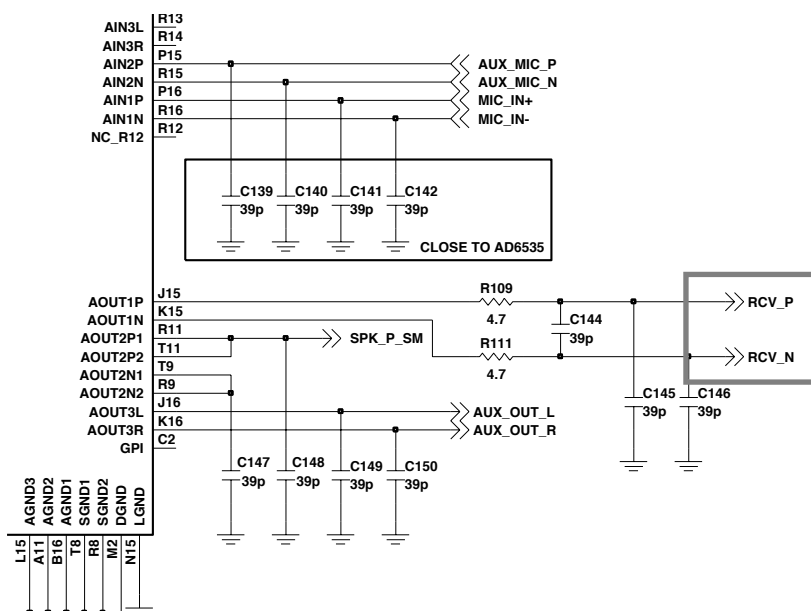 AIN3L R13
AIN3R R14
AIN2P P15 AUX_MIC_P
AIN2N R15 AUX_MIC_N
AIN1P P16 MIC_IN+
AIN1N R16 MIC_IN-
NC_R12 R12
C139 C140 C141 C142
39p 39p 39p 39p
CLOSE TO AD6535
AOUT1P J15 R109 RCV_P
4.7
AOUT1N K15 C144
39p
AOUT2P1 R11 SPK_P_SM R111 RCV_N
4.7
AOUT2P2 T11
AOUT2N1 T9
AOUT2N2 R9 C145 C146
39p 39p
AOUT3L J16 AUX_OUT_L
AOUT3R K16 AUX_OUT_R
GPI C2
C147 C148 C149 C150
39p 39p 39p 39p
AGND3 AGND2 AGND1 SGND1 SGND2 DGND LGND
L15 A11 B16 T8 R8 M2 N15